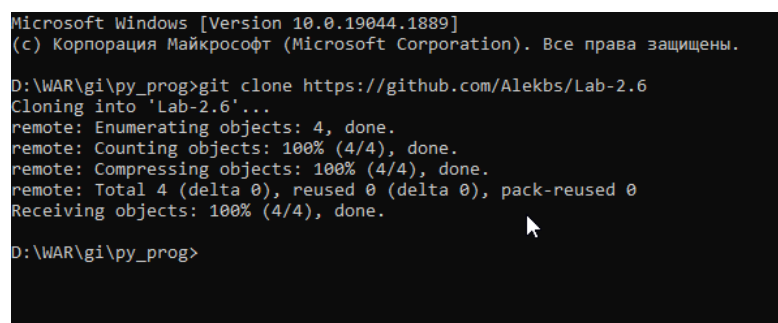 Microsoft Windows [Version 10.0.19044.1889]
(c) Корпорация Майкрософт (Microsoft Corporation). Все права защищены.
D:\WAR\gi\py_prog>git clone https://github.com/Alekbs/Lab-2.6
Cloning into 'Lab-2.6'...
remote: Enumerating objects: 4, done.
remote: Counting objects: 100% (4/4), done.
remote: Compressing objects: 100% (4/4), done.
remote: Total 4 (delta 0), reused 0 (delta 0), pack-reused 0
Receiving objects: 100% (4/4), done.
D:\WAR\gi\py_prog>